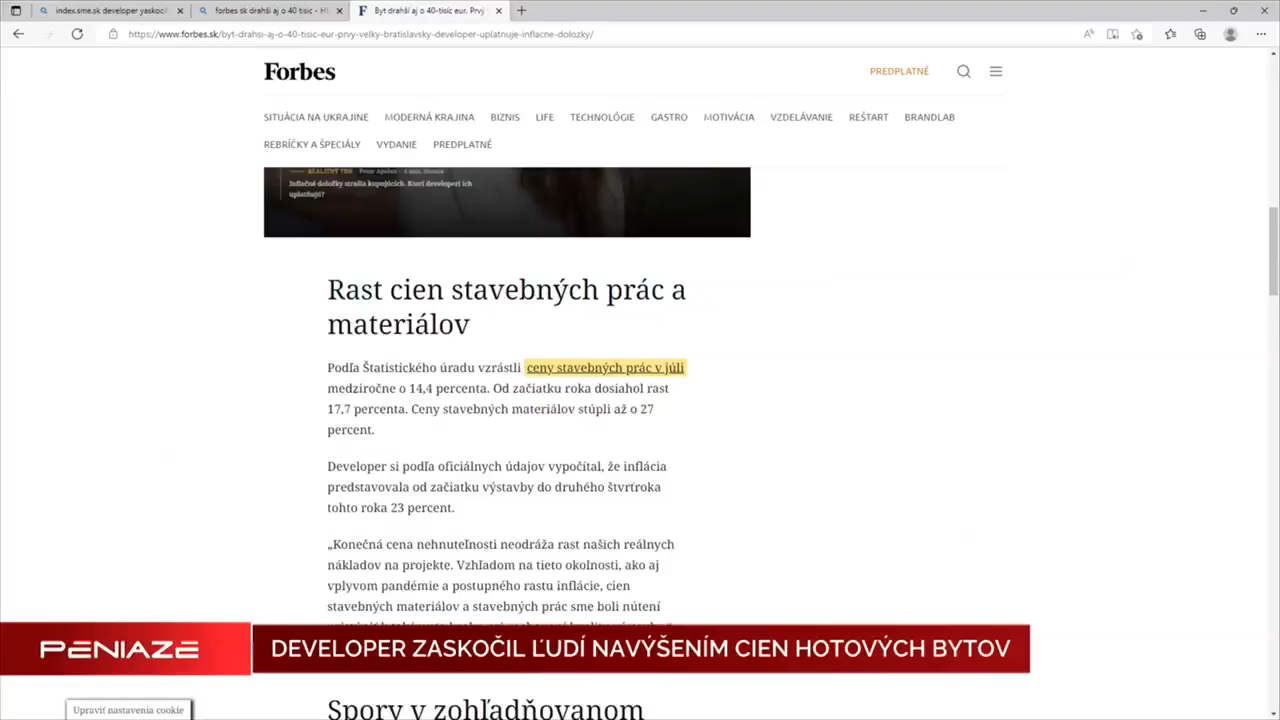 index.sme.sk developer yaskočil
forbes sk drahší aj o 40 tisic - Hľ
Byt drahší aj o 40-tisíc eur. Prvý
https://www.forbes.sk/byt-drahsi-aj-o-40-tisic-eur-prvy-velky-bratislavsky-developer-uplatnuje-inflacne-dolozky/
Forbes
PREDPLATNÉ
SITUÁCIA NA UKRAJINE MODERNÁ KRAJINA BIZNIS LIFE TECHNOLÓGIE GASTRO MOTIVÁCIA VZDELÁVANIE REŠTART BRANDLAB
REBRÍČKY A ŠPECIÁLY VYDANIE PREDPLATNÉ
REALITNÝ TRH
Inflačné doložky strašia kupujúcich. Ktorí developeri ich
uplatňujú?
Rast cien stavebných prác a
materiálov
Podľa Štatistického úradu vzrástli ceny stavebných prác v júli
medziročne o 14,4 percenta. Od začiatku roka dosiahol rast
17,7 percenta. Ceny stavebných materiálov stúpli až o 27
percent.
Developer si podľa oficiálnych údajov vypočítal, že inflácia
predstavovala od začiatku výstavby do druhého štvrťroka
tohto roka 23 percent.
„Konečná cena nehnuteľnosti neodráža rast našich reálnych
nákladov na projekte. Vzhľadom na tieto okolnosti, ako aj
vplyvom pandémie a postupného rastu inflácie, cien
stavebných materiálov a stavebných prác sme boli nútení
PENIAZE
DEVELOPER ZASKOČIL ĽUDÍ NAVÝŠENÍM CIEN HOTOVÝCH BYTOV
Upraviť nastavenia cookie
Spory v zohľadňovanom